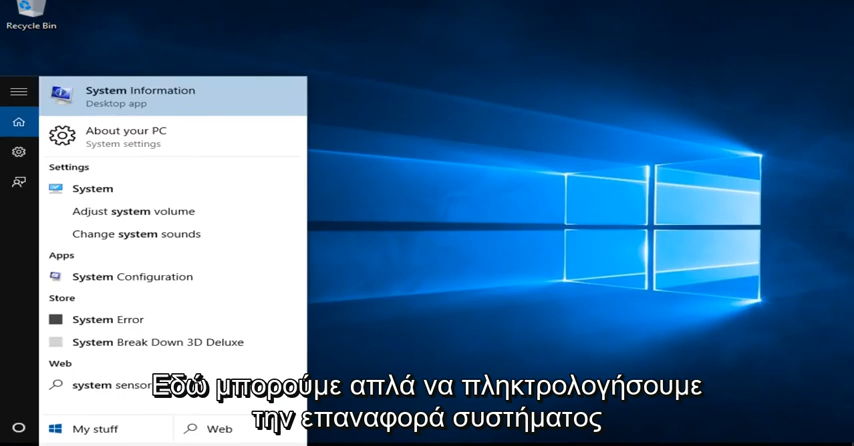 Recycle Bin
System Information
Desktop app
About your PC
System settings
Settings
System
Adjust system volume
Change system sounds
Apps
System Configuration
Store
System Error
System Break Down 3D Deluxe
Web
system sensor
Εδώ μπορούμε απλά να πληκτρολογήσουμε
την επαναφορά συστήματος
My stuff
Web